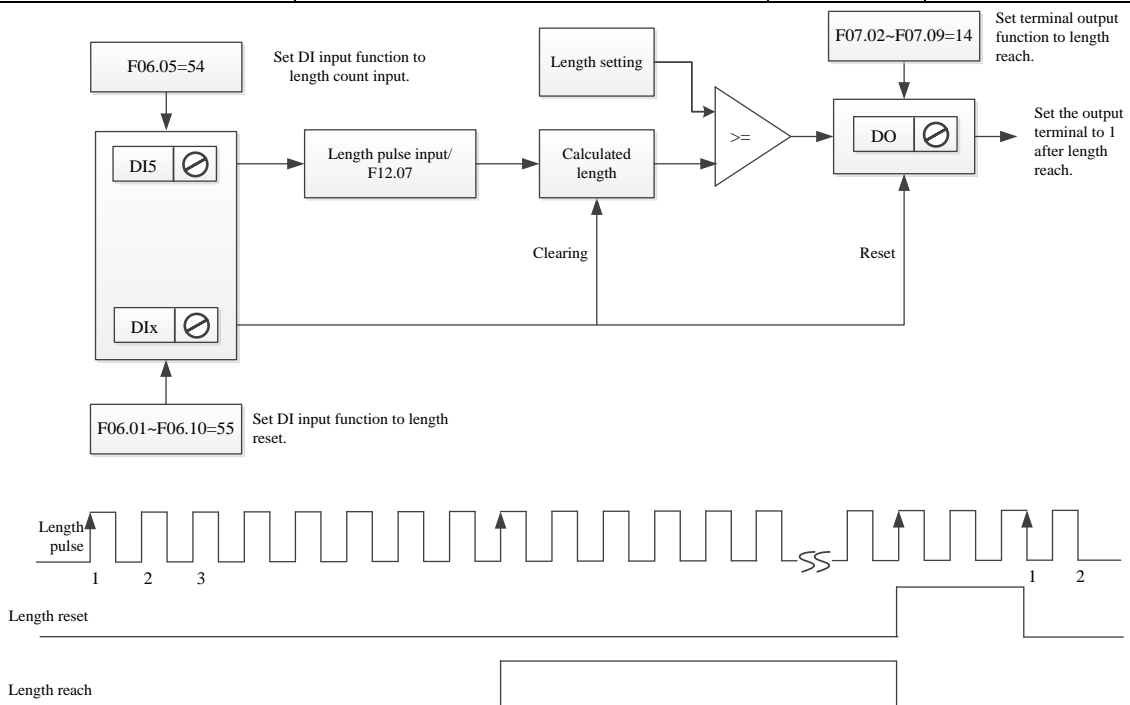 F06.05=54
Set DI input function to
length count input.
Length setting
F07.02~F07.09=14
Set terminal output
function to length
reach.
DI5
Length pulse input/
F12.07
Calculated
length
>=
DO
Set the output
terminal to 1
after length
reach.
Clearing
Reset
DIx
F06.01~F06.10=55
Set DI input function to length
reset.
Length
pulse
1 2 3 1 2
Length reset
Length reach